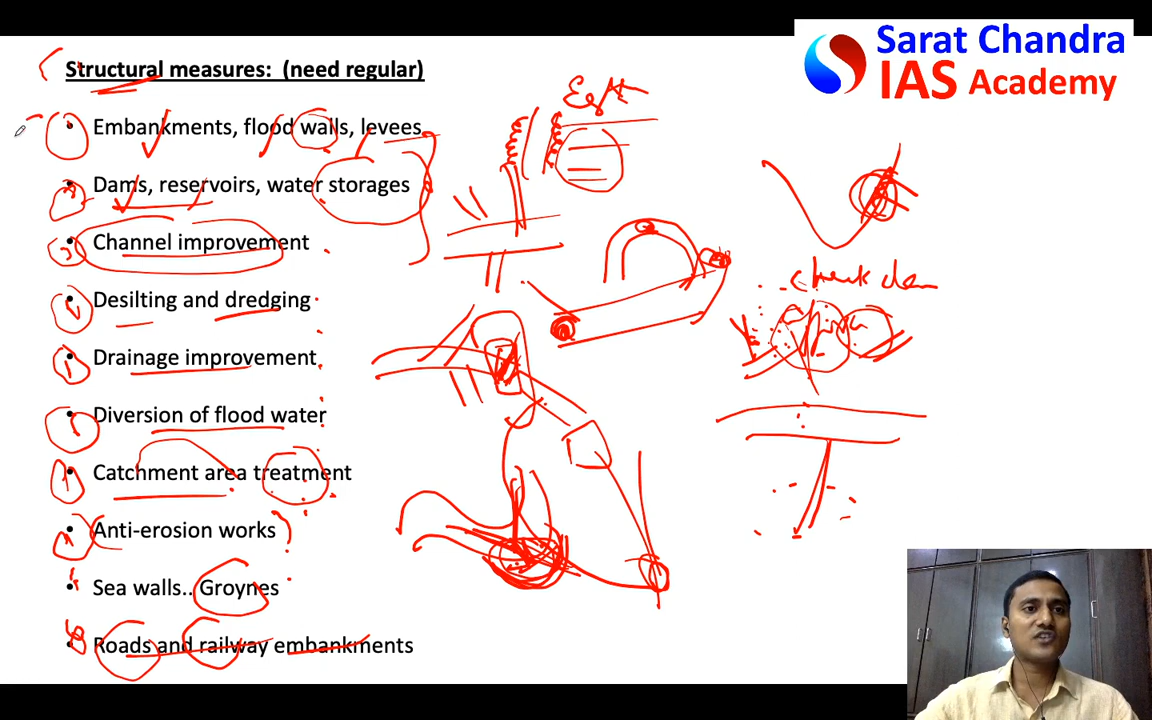 Sarat Chandra
IAS Academy
Structural measures: (need regular)
• Embankments, flood walls, levees
• Dams, reservoirs, water storages
• Channel improvement
• Desilting and dredging
• Drainage improvement
• Diversion of flood water
• Catchment area treatment
• Anti-erosion works
• Sea walls.. Groynes
• Roads and railway embankments
check dam